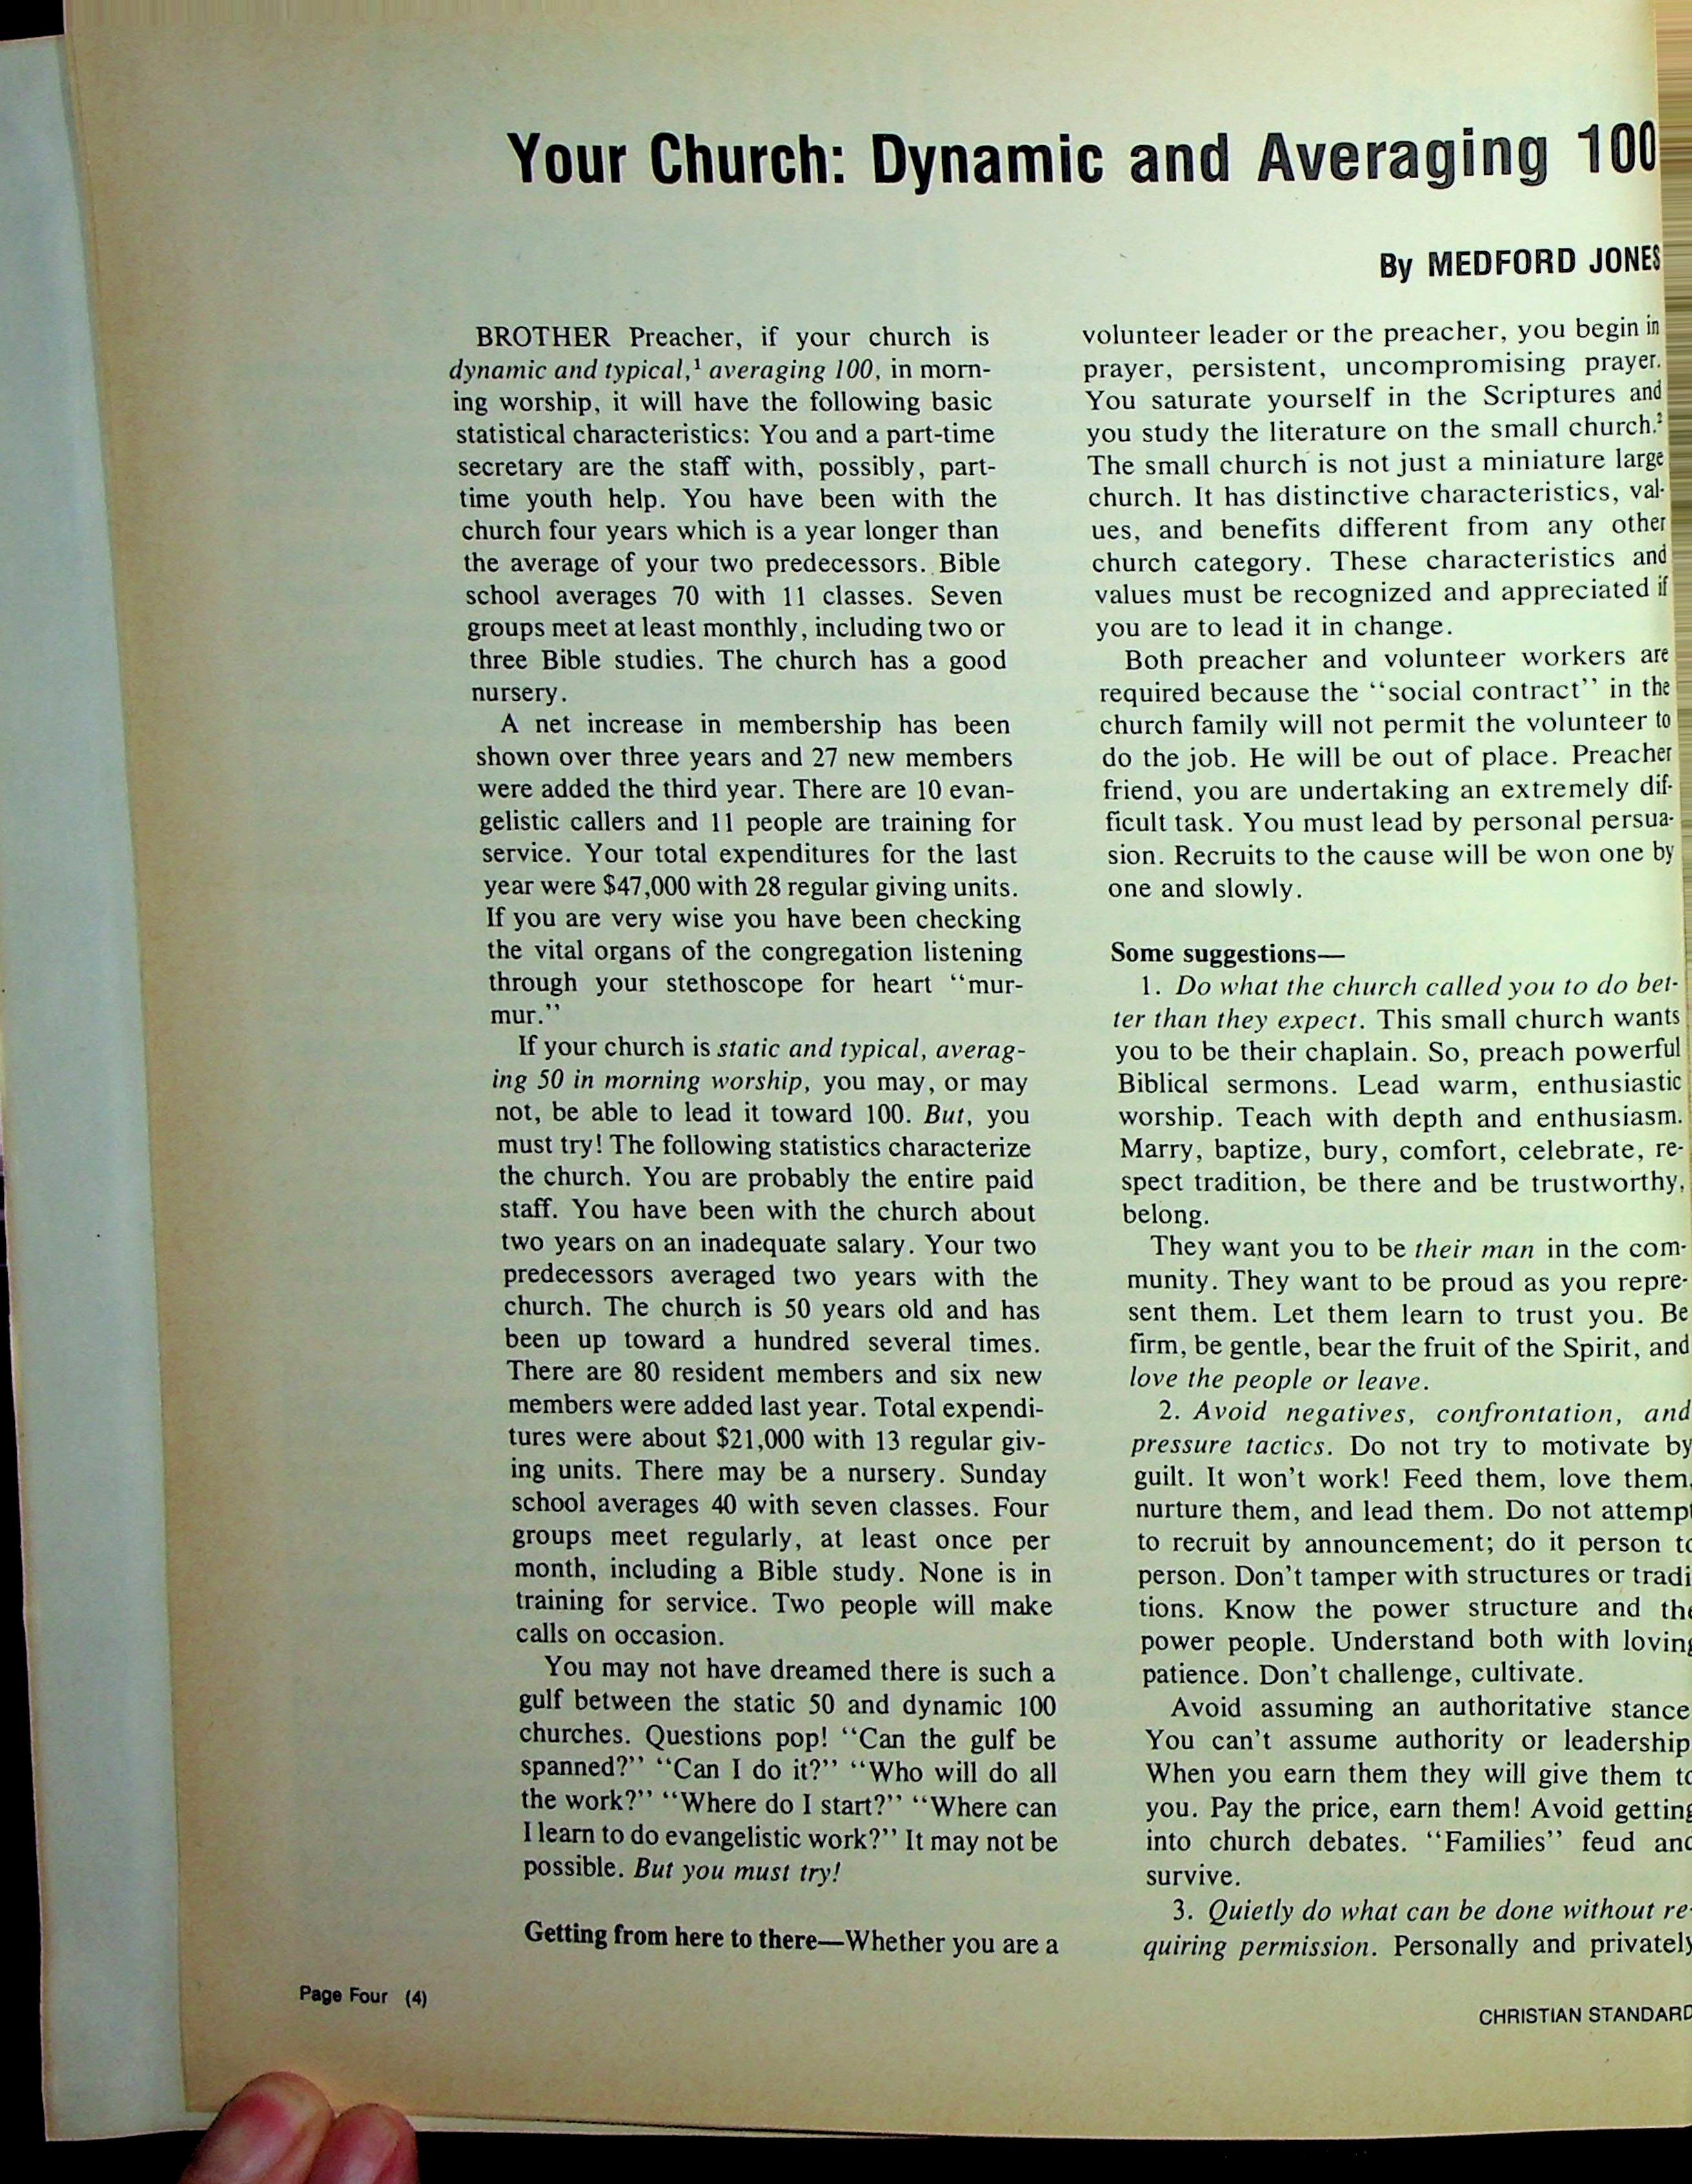 Your Church: Dynamic and Averaging 100
By MEDFORD JONES
BROTHER Preacher, if your church is
dynamic and typical,¹ averaging 100, in morn-
ing worship, it will have the following basic
statistical characteristics: You and a part-time
secretary are the staff with, possibly, part-
time youth help. You have been with the
church four years which is a year longer than
the average of your two predecessors. Bible
school averages 70 with 11 classes. Seven
groups meet at least monthly, including two or
three Bible studies. The church has a good
nursery.
A net increase in membership has been
shown over three years and 27 new members
were added the third year. There are 10 evan-
gelistic callers and 11 people are training for
service. Your total expenditures for the last
year were $47,000 with 28 regular giving units.
If you are very wise you have been checking
the vital organs of the congregation listening
through your stethoscope for heart ‘‘mur-
mur.’’
If your church is static and typical, averag-
ing 50 in morning worship, you may, or may
not, be able to lead it toward 100. But, you
must try! The following statistics characterize
the church. You are probably the entire paid
staff. You have been with the church about
two years on an inadequate salary. Your two
predecessors averaged two years with the
church. The church is 50 years old and has
been up toward a hundred several times.
There are 80 resident members and six new
members were added last year. Total expendi-
tures were about $21,000 with 13 regular giv-
ing units. There may be a nursery. Sunday
school averages 40 with seven classes. Four
groups meet regularly, at least once per
month, including a Bible study. None is in
training for service. Two people will make
calls on occasion.
You may not have dreamed there is such a
gulf between the static 50 and dynamic 100
churches. Questions pop! ‘‘Can the gulf be
spanned?’’ ‘‘Can I do it?’’ ‘‘Who will do all
the work?’’ ‘‘Where do I start?’’ ‘‘Where can
I learn to do evangelistic work?’’ It may not be
possible. But you must try!
Getting from here to there—Whether you are a
volunteer leader or the preacher, you begin in
prayer, persistent, uncompromising prayer.
You saturate yourself in the Scriptures and
you study the literature on the small church.²
The small church is not just a miniature large
church. It has distinctive characteristics, val-
ues, and benefits different from any other
church category. These characteristics and
values must be recognized and appreciated if
you are to lead it in change.
Both preacher and volunteer workers are
required because the ‘‘social contract’’ in the
church family will not permit the volunteer to
do the job. He will be out of place. Preacher
friend, you are undertaking an extremely dif-
ficult task. You must lead by personal persua-
sion. Recruits to the cause will be won one by
one and slowly.
Some suggestions—
1. Do what the church called you to do bet-
ter than they expect. This small church wants
you to be their chaplain. So, preach powerful
Biblical sermons. Lead warm, enthusiastic
worship. Teach with depth and enthusiasm.
Marry, baptize, bury, comfort, celebrate, re-
spect tradition, be there and be trustworthy,
belong.
They want you to be their man in the com-
munity. They want to be proud as you repre-
sent them. Let them learn to trust you. Be
firm, be gentle, bear the fruit of the Spirit, and
love the people or leave.
2. Avoid negatives, confrontation, and
pressure tactics. Do not try to motivate by
guilt. It won’t work! Feed them, love them,
nurture them, and lead them. Do not attempt
to recruit by announcement; do it person to
person. Don’t tamper with structures or tradi
tions. Know the power structure and the
power people. Understand both with loving
patience. Don’t challenge, cultivate.
Avoid assuming an authoritative stance
You can’t assume authority or leadership
When you earn them they will give them to
you. Pay the price, earn them! Avoid getting
into church debates. ‘‘Families’’ feud and
survive.
3. Quietly do what can be done without re-
quiring permission. Personally and privately
Page Four (4)
CHRISTIAN STANDARD